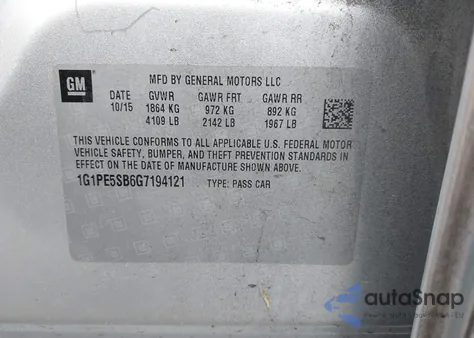 GM
MFD BY GENERAL MOTORS LLC
DATE GVWR GAWR FRT GAWR RR
10/15 1864 KG 972 KG 892 KG
4109 LB 2142 LB 1967 LB
THIS VEHICLE CONFORMS TO ALL APPLICABLE U.S. FEDERAL MOTOR
VEHICLE SAFETY, BUMPER, AND THEFT PREVENTION STANDARDS IN
EFFECT ON THE DATE OF MANUFACTURE SHOWN ABOVE.
1G1PE5SB6G7194121 TYPE: PASS CAR
autoSnap